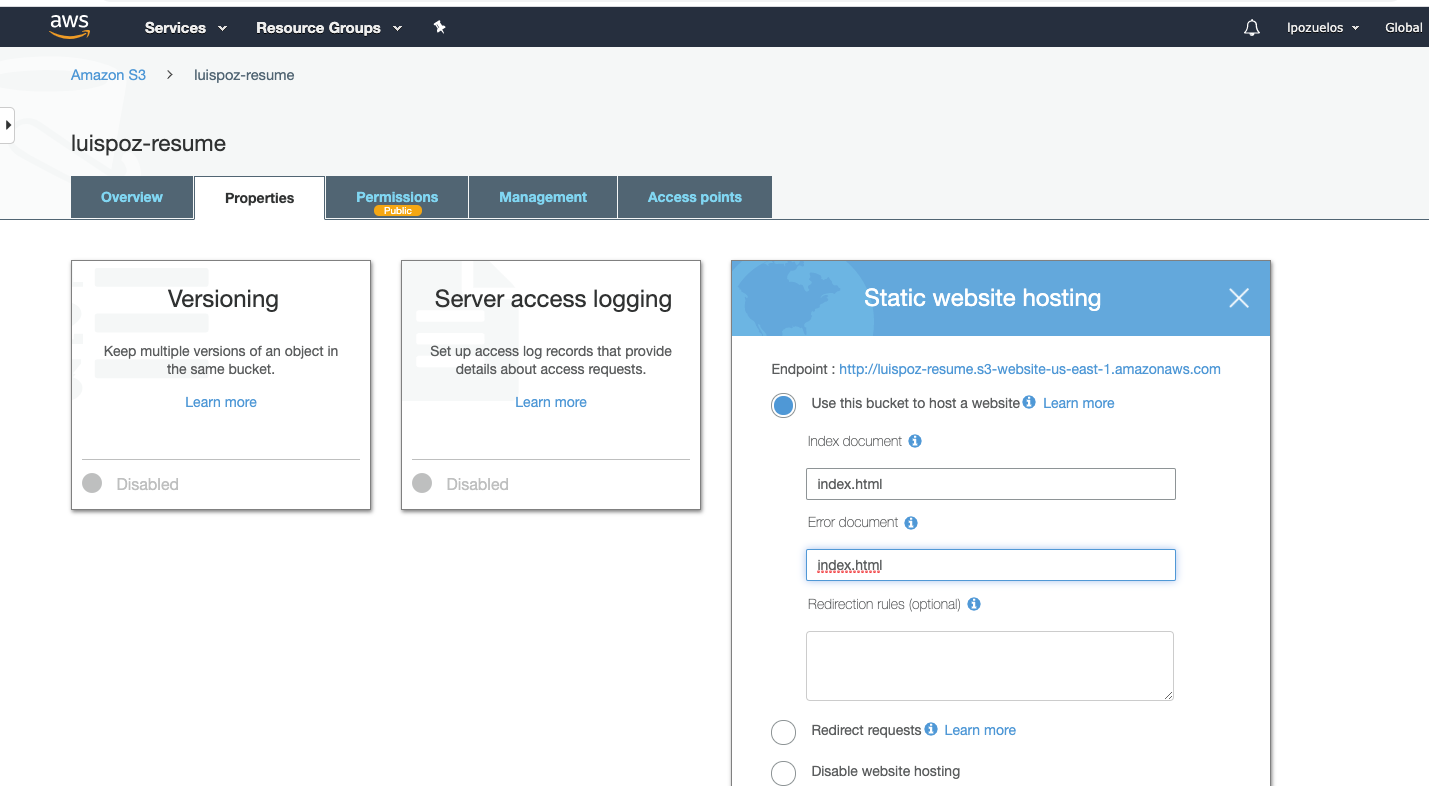 aws Services Resource Groups lpozuelos Global
Amazon S3 > luispoz-resume
luispoz-resume
Overview Properties Permissions Management Access points
Public
Versioning
Keep multiple versions of an object in
the same bucket.
Learn more
Disabled
Server access logging
Set up access log records that provide
details about access requests.
Learn more
Disabled
Static website hosting
Endpoint : http://luispoz-resume.s3-website-us-east-1.amazonaws.com
Use this bucket to host a website Learn more
Index document
index.html
Error document
index.html
Redirection rules (optional)
Redirect requests Learn more
Disable website hosting